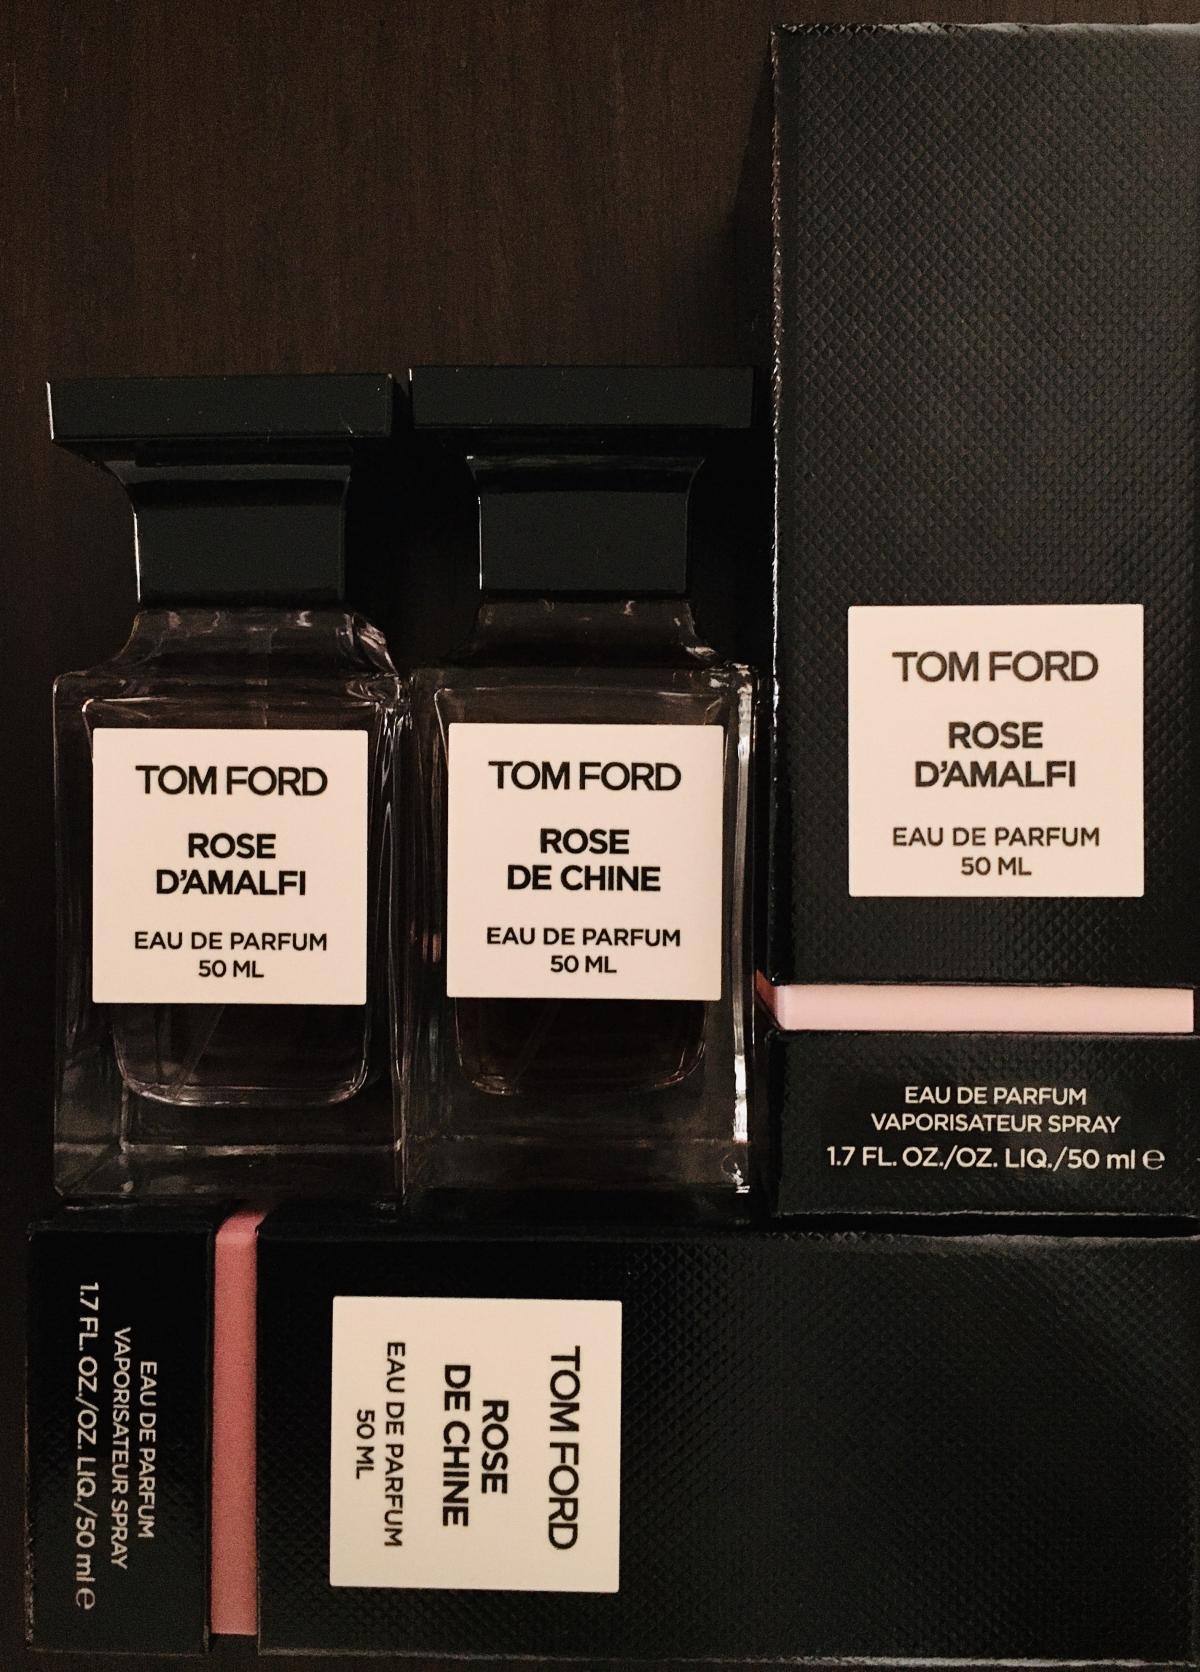 TOM FORD
ROSE
D'AMALFI
EAU DE PARFUM
50 ML
TOM FORD
ROSE
DE CHINE
EAU DE PARFUM
50 ML
TOM FORD
ROSE
D'AMALFI
EAU DE PARFUM
50 ML
EAU DE PARFUM
VAPORISATEUR SPRAY
1.7 FL. OZ./OZ. LIQ./50 ml ℮
TOM FORD
ROSE
DE CHINE
EAU DE PARFUM
50 ML
EAU DE PARFUM
VAPORISATEUR SPRAY
1.7 FL. OZ./OZ. LIQ./50 ml ℮